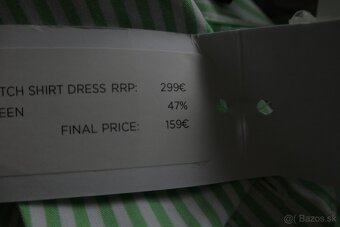 TCH SHIRT DRESS RRP: 299€
EEN 47%
FINAL PRICE: 159€
Bazos.sk